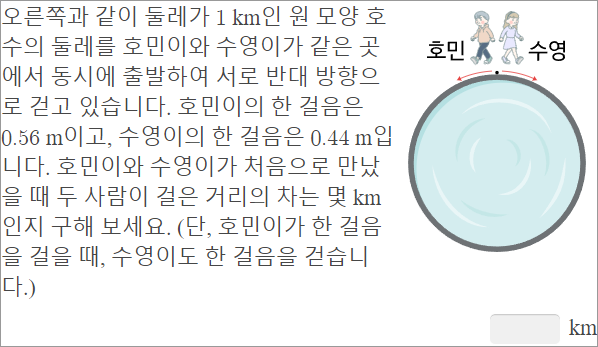 오른쪽과 같이 둘레가 1 km인 원 모양 호
수의 둘레를 호민이와 수영이가 같은 곳
에서 동시에 출발하여 서로 반대 방향으
로 걷고 있습니다. 호민이의 한 걸음은
0.56 m이고, 수영이의 한 걸음은 0.44 m입
니다. 호민이와 수영이가 처음으로 만났
을 때 두 사람이 걸은 거리의 차는 몇 km
인지 구해 보세요. (단, 호민이가 한 걸음
을 걸을 때, 수영이도 한 걸음을 걷습니
다.)
호민 수영
km